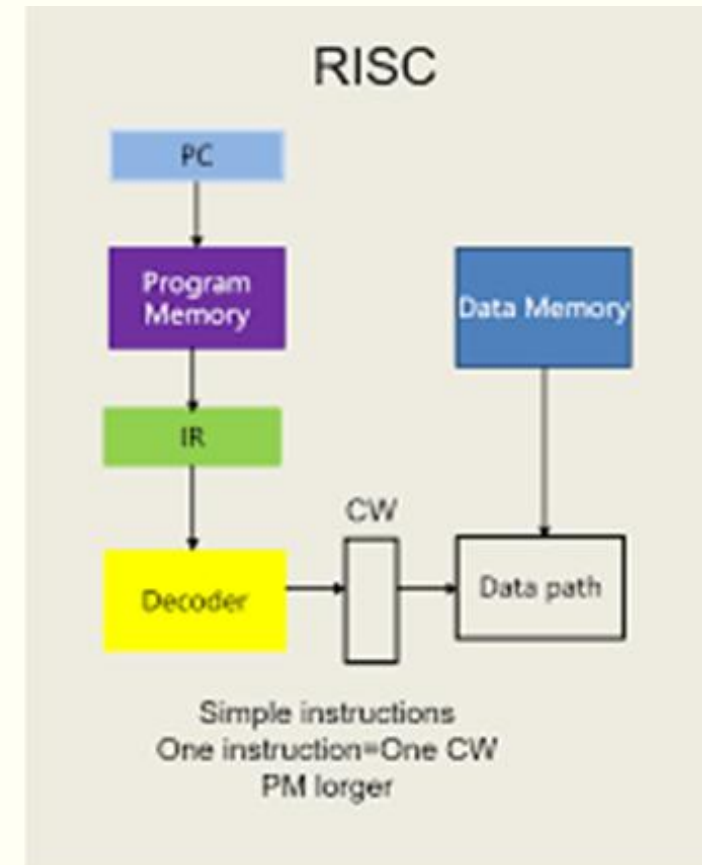 RISC
PC
Program
Memory
Data Memory
IR
CW
Decoder
Data path
Simple instructions
One instruction=One CW
PM lorger